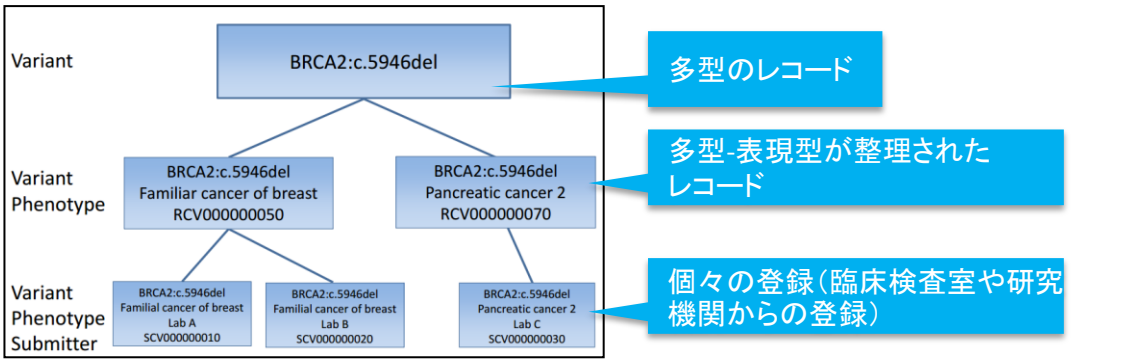 Variant
BRCA2:c.5946del
多型のレコード
Variant
Phenotype
BRCA2:c.5946del
Familiar cancer of breast
RCV000000050
BRCA2:c.5946del
Pancreatic cancer 2
RCV000000070
多型-表現型が整理された
レコード
Variant
Phenotype
Submitter
BRCA2:c.5946del
Familial cancer of breast
Lab A
SCV000000010
BRCA2:c.5946del
Familial cancer of breast
Lab B
SCV000000020
BRCA2:c.5946del
Pancreatic cancer 2
Lab C
SCV000000030
個々の登録(臨床検査室や研究
機関からの登録)